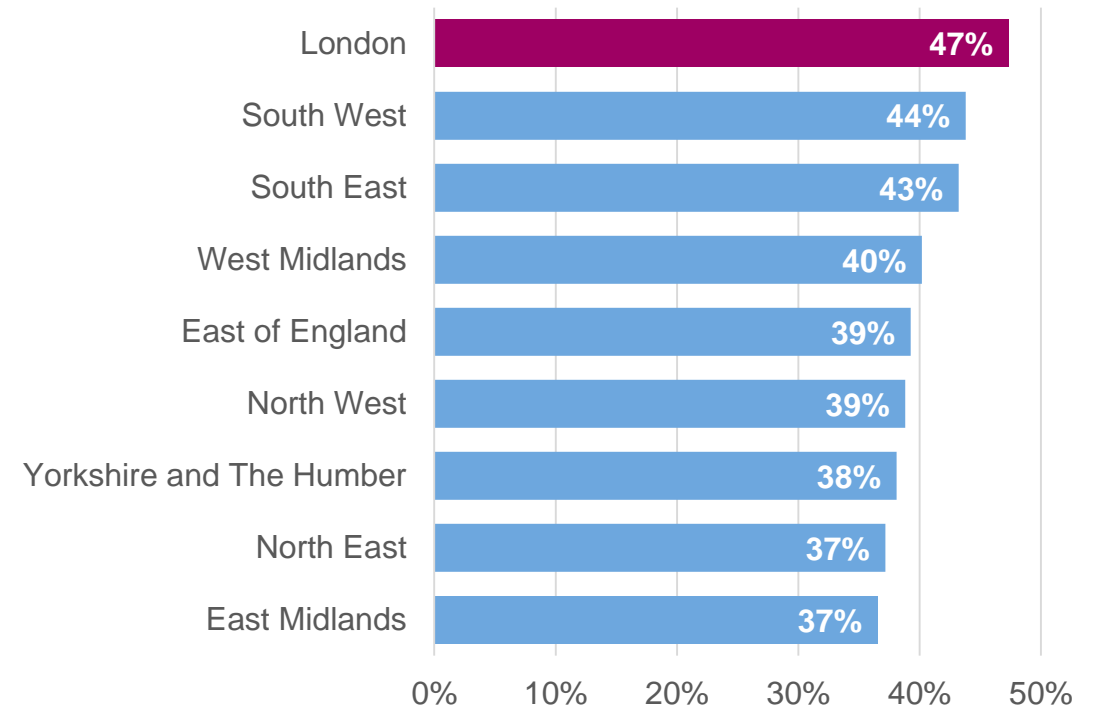 London 47%
South West 44%
South East 43%
West Midlands 40%
East of England 39%
North West 39%
Yorkshire and The Humber 38%
North East 37%
East Midlands 37%
0% 10% 20% 30% 40% 50%